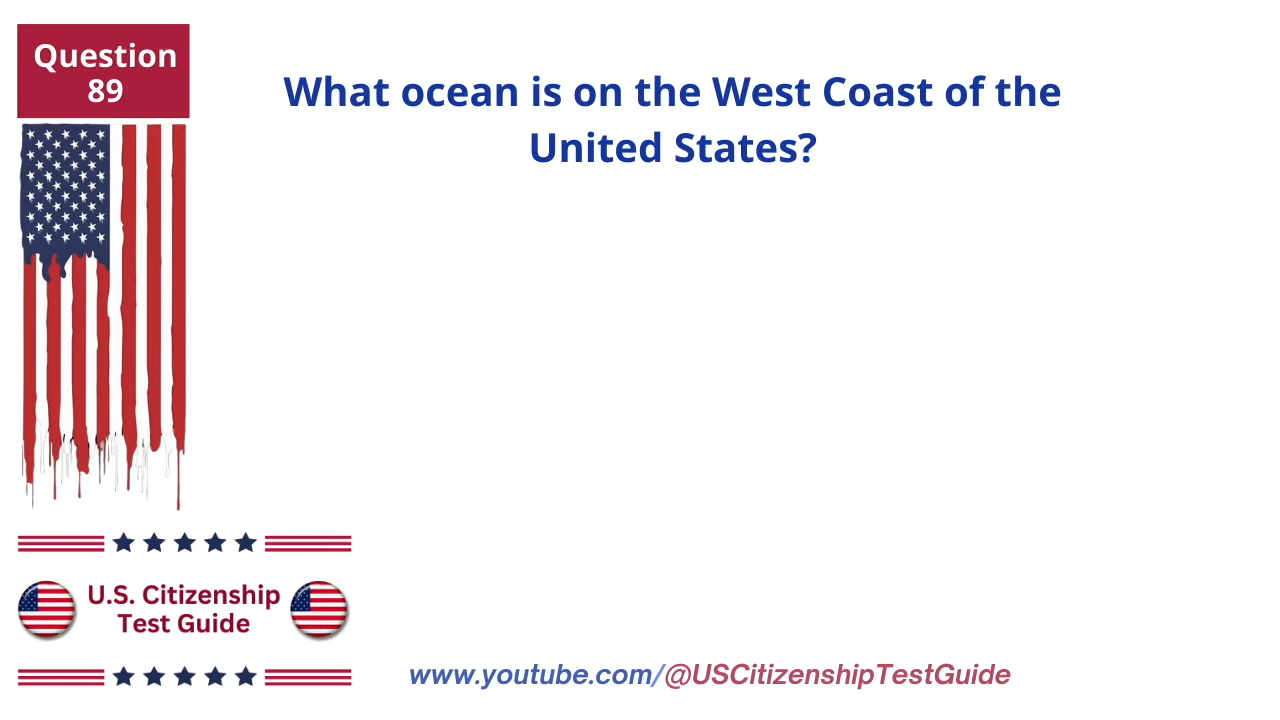 Question
89
What ocean is on the West Coast of the
United States?
U.S. Citizenship
Test Guide
www.youtube.com/@USCitizenshipTestGuide